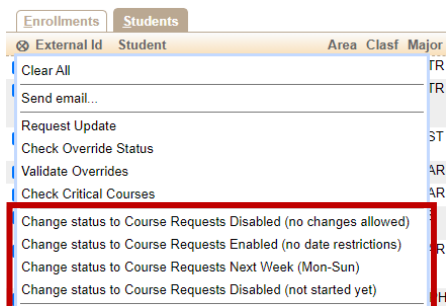 Enrollments Students
External Id Student Area Clasf Major
Clear All
Send email...
Request Update
Check Override Status
Validate Overrides
Check Critical Courses
Change status to Course Requests Disabled (no changes allowed)
Change status to Course Requests Enabled (no date restrictions)
Change status to Course Requests Next Week (Mon-Sun)
Change status to Course Requests Disabled (not started yet)